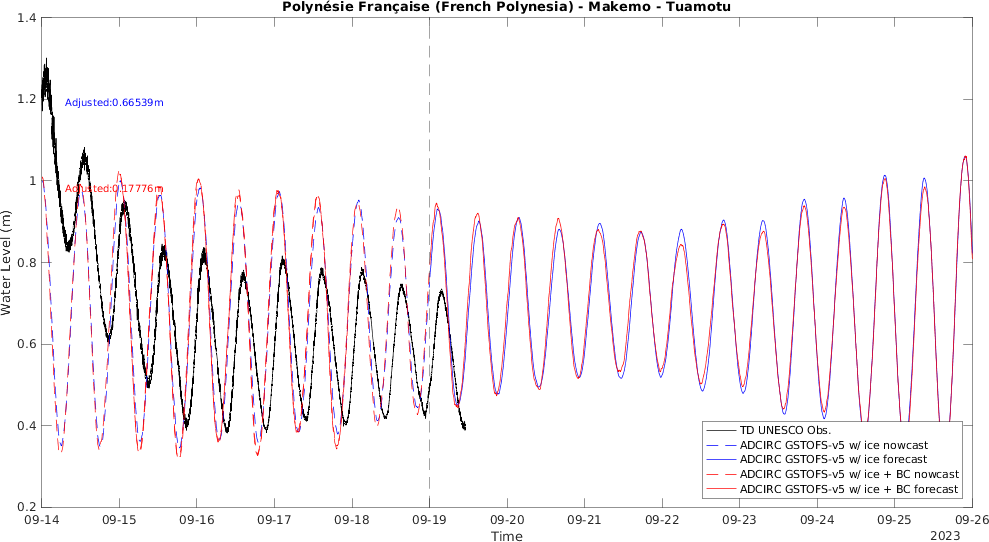 Polynésie Française (French Polynesia) - Makemo - Tuamotu
1.4
1.2
1
0.8
0.6
0.4
0.2
Water Level (m)
Adjusted:0.66539m
Adjusted:0.17776m
TD UNESCO Obs.
ADCIRC GSTOFS-v5 w/ ice nowcast
ADCIRC GSTOFS-v5 w/ ice forecast
ADCIRC GSTOFS-v5 w/ ice + BC nowcast
ADCIRC GSTOFS-v5 w/ ice + BC forecast
09-14 09-15 09-16 09-17 09-18 09-19 09-20 09-21 09-22 09-23 09-24 09-25 09-26
Time
2023